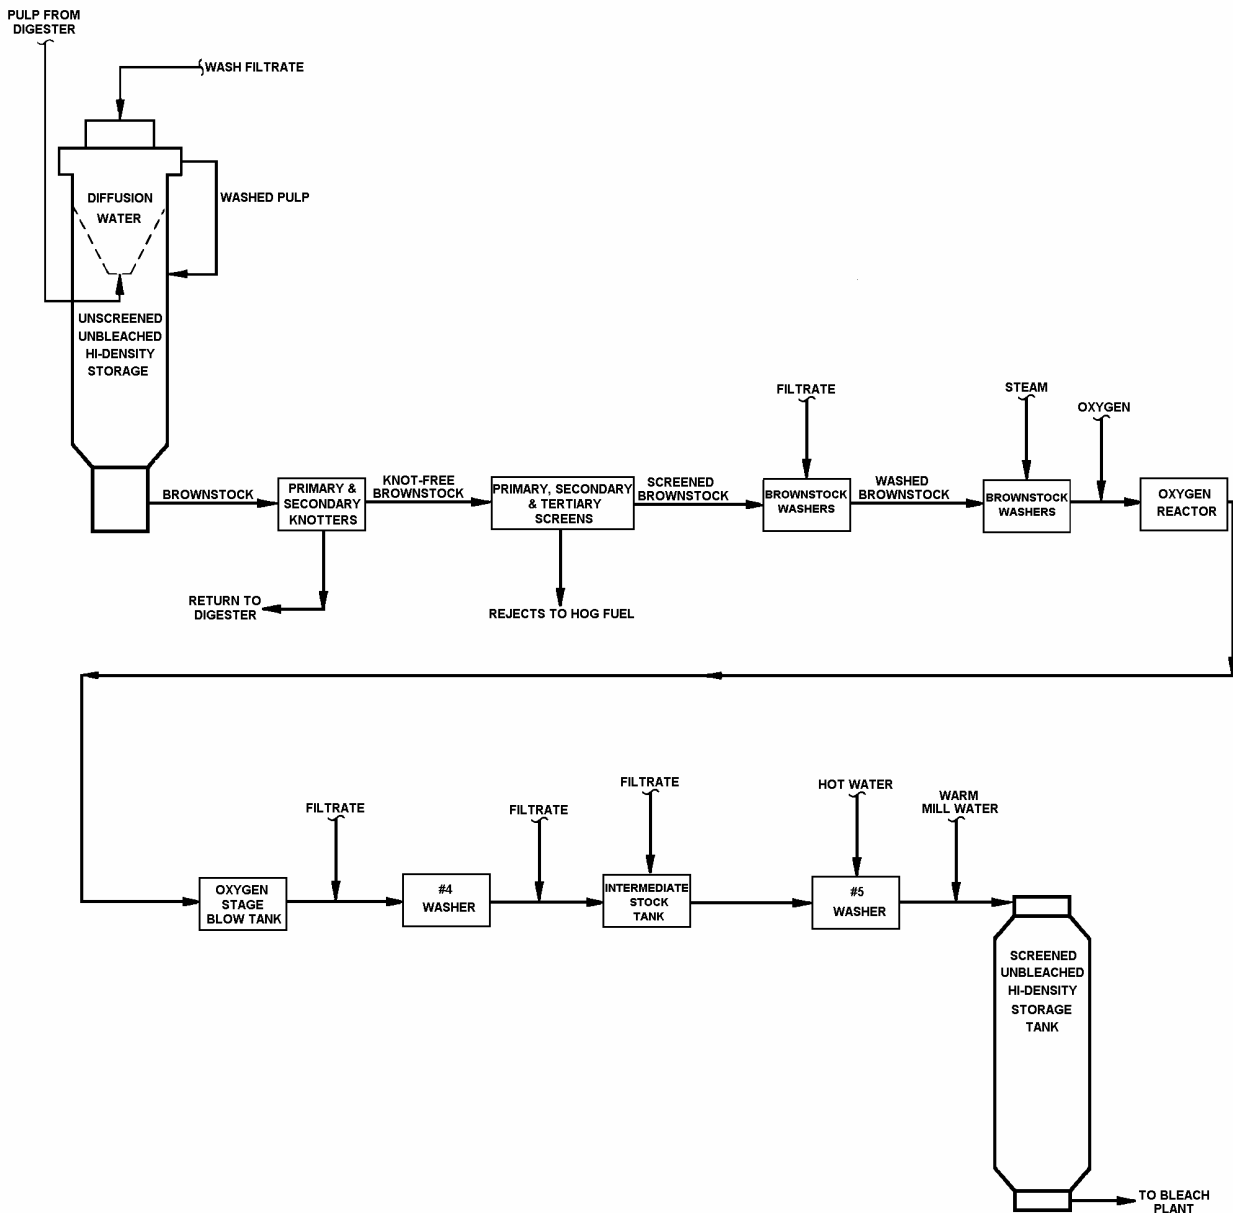 PULP FROM
DIGESTER
WASH FILTRATE
DIFFUSION
WATER
WASHED PULP
UNSCREENED
UNBLEACHED
HI-DENSITY
STORAGE
FILTRATE
STEAM
OXYGEN
BROWNSTOCK
PRIMARY &
SECONDARY
KNOTTERS
KNOT-FREE
BROWNSTOCK
PRIMARY, SECONDARY
& TERTIARY
SCREENS
SCREENED
BROWNSTOCK
BROWNSTOCK
WASHERS
WASHED
BROWNSTOCK
BROWNSTOCK
WASHERS
OXYGEN
REACTOR
RETURN TO
DIGESTER
REJECTS TO HOG FUEL
FILTRATE
FILTRATE
FILTRATE
HOT WATER
WARM
MILL WATER
OXYGEN
STAGE
BLOW TANK
#4
WASHER
INTERMEDIATE
STOCK
TANK
#5
WASHER
SCREENED
UNBLEACHED
HI-DENSITY
STORAGE
TANK
TO BLEACH
PLANT